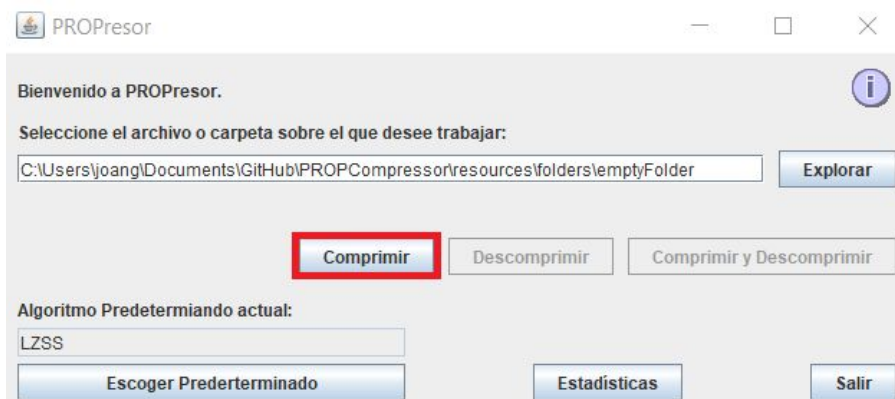 PROPresor
Bienvenido a PROPresor.
Seleccione el archivo o carpeta sobre el que desee trabajar:
C:\Users\joang\Documents\GitHub\PROPCompressor\resources\folders\emptyFolder
Explorar
Comprimir Descomprimir Comprimir y Descomprimir
Algoritmo Predetermiando actual:
LZSS
Escoger Prederterminado Estadísticas Salir